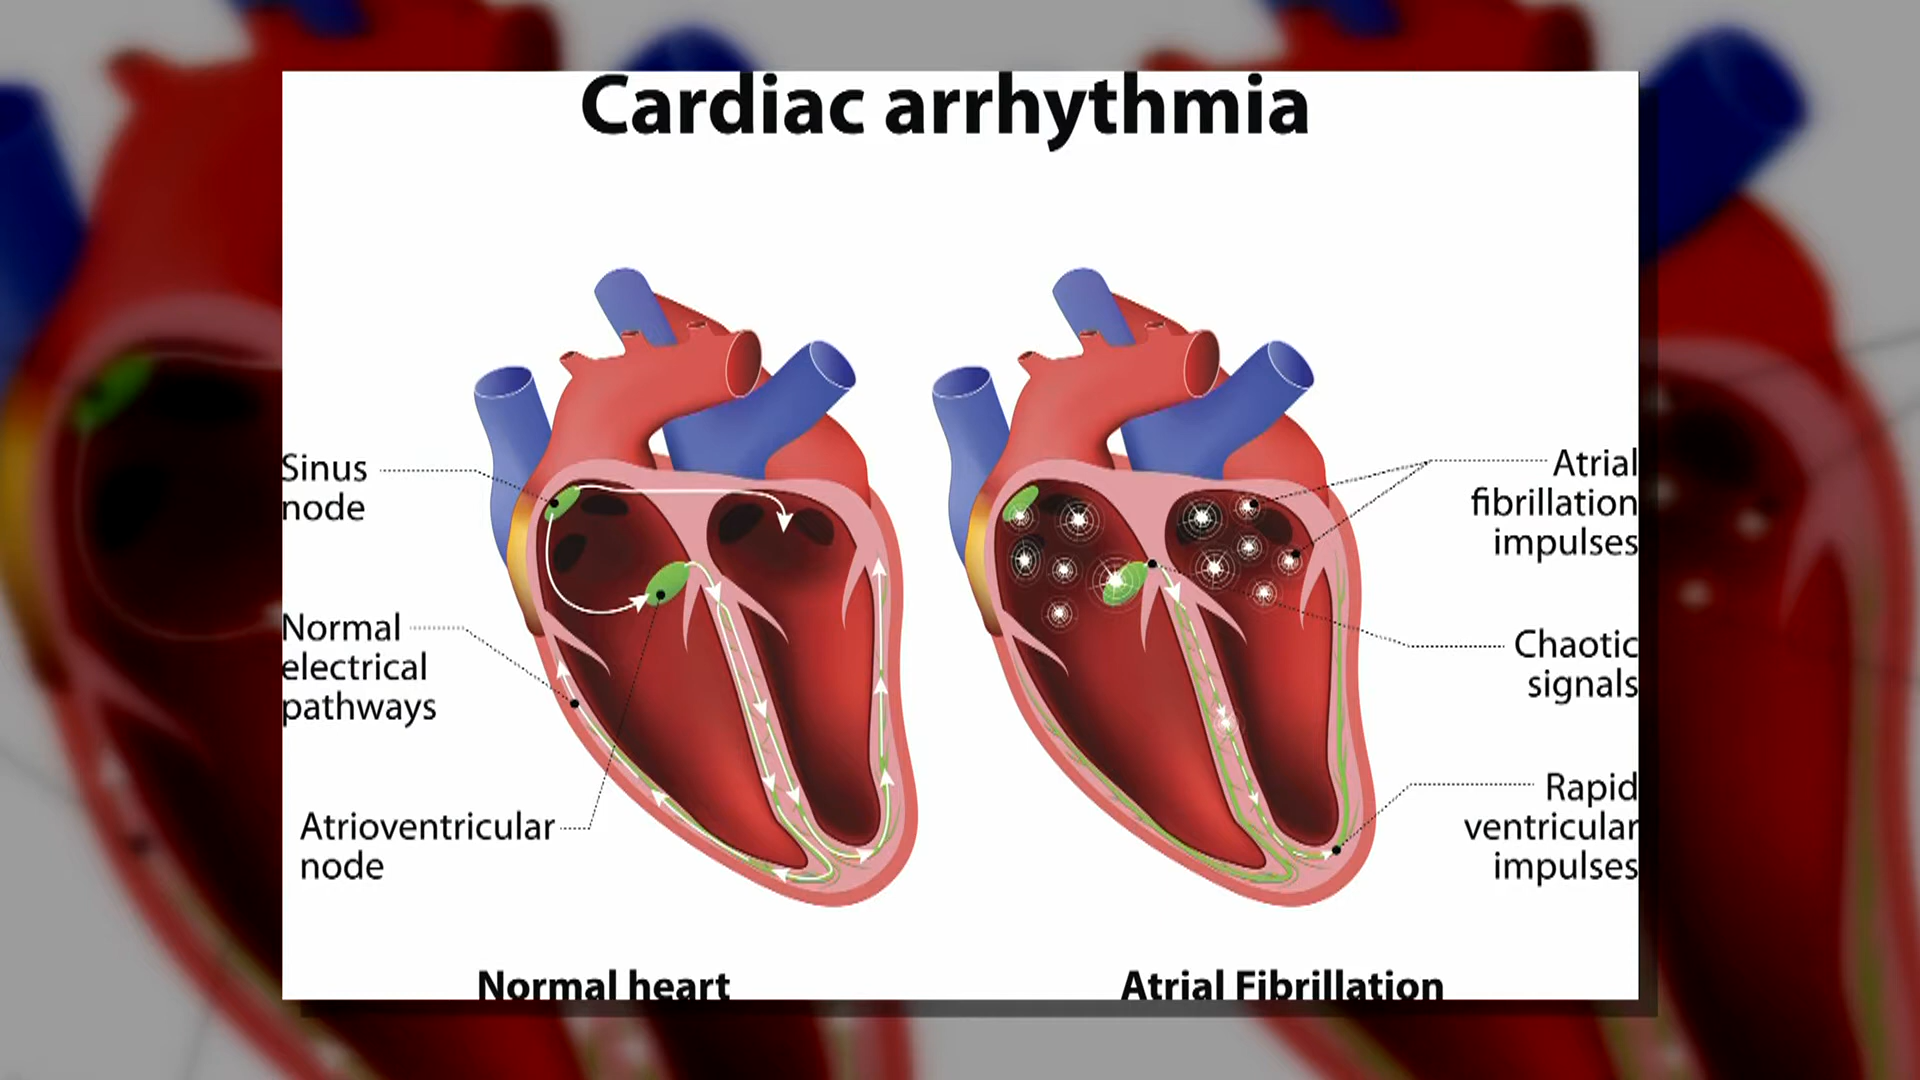 Cardiac arrhythmia
Sinus
node
Normal
electrical
pathways
Atrioventricular
node
Atrial
fibrillation
impulses
Chaotic
signals
Rapid
ventricular
impulses
Normal heart
Atrial Fibrillation